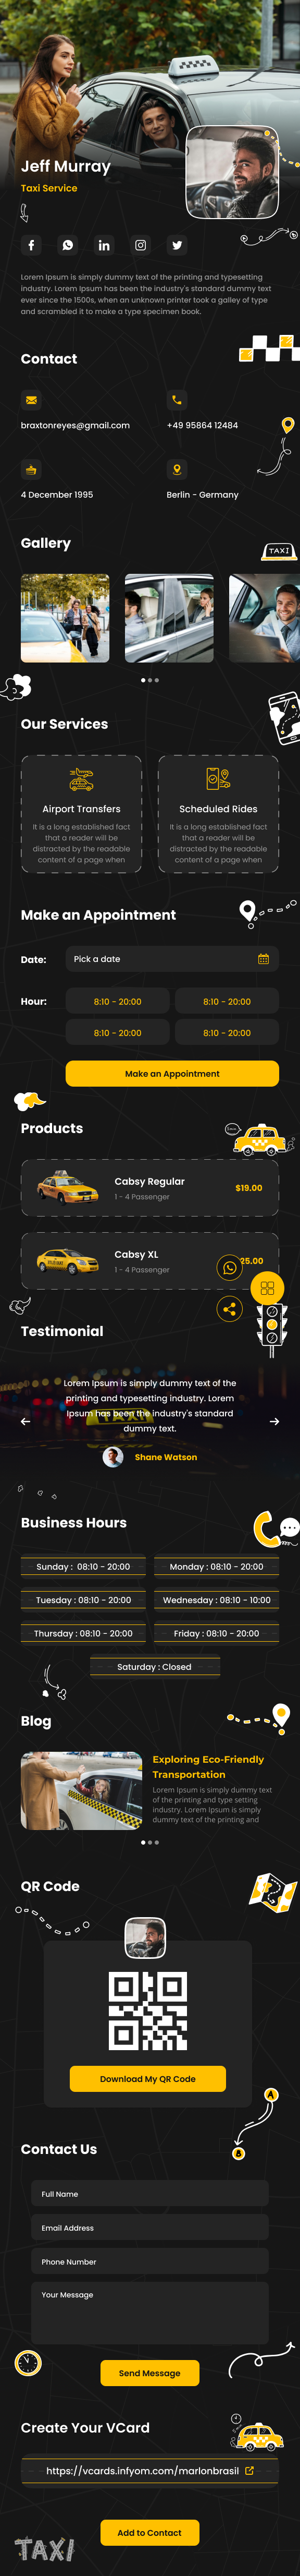 Jeff Murray
Taxi Service
Lorem Ipsum is simply dummy text of the printing and typesetting
industry. Lorem Ipsum has been the industry's standard dummy text
ever since the 1500s, when an unknown printer took a galley of type
and scrambled it to make a type specimen book.
Contact
braxtonreyes@gmail.com
+49 95864 12484
4 December 1995
Berlin - Germany
Gallery
TAXI
Our Services
Airport Transfers
It is a long established fact
that a reader will be
distracted by the readable
content of a page when
Scheduled Rides
It is a long established fact
that a reader will be
distracted by the readable
content of a page when
Make an Appointment
Date:
Pick a date
Hour:
8:10 - 20:00
8:10 - 20:00
8:10 - 20:00
8:10 - 20:00
Make an Appointment
Products
Cabsy Regular
1 - 4 Passenger
$19.00
Cabsy XL
1 - 4 Passenger
25.00
Testimonial
Lorem Ipsum is simply dummy text of the
printing and typesetting industry. Lorem
Ipsum has been the industry's standard
dummy text.
TAXI
Shane Watson
Business Hours
Sunday : 08:10 - 20:00
Monday : 08:10 - 20:00
Tuesday : 08:10 - 20:00
Wednesday : 08:10 - 10:00
Thursday : 08:10 - 20:00
Friday : 08:10 - 20:00
Saturday : Closed
Blog
Exploring Eco-Friendly
Transportation
Lorem Ipsum is simply dummy text
of the printing and type setting
industry. Lorem Ipsum is simply
dummy text of the printing and
QR Code
Download My QR Code
A
B
Contact Us
Full Name
Email Address
Phone Number
Your Message
Send Message
Create Your VCard
https://vcards.infyom.com/marlonbrasil
Add to Contact
TAXI